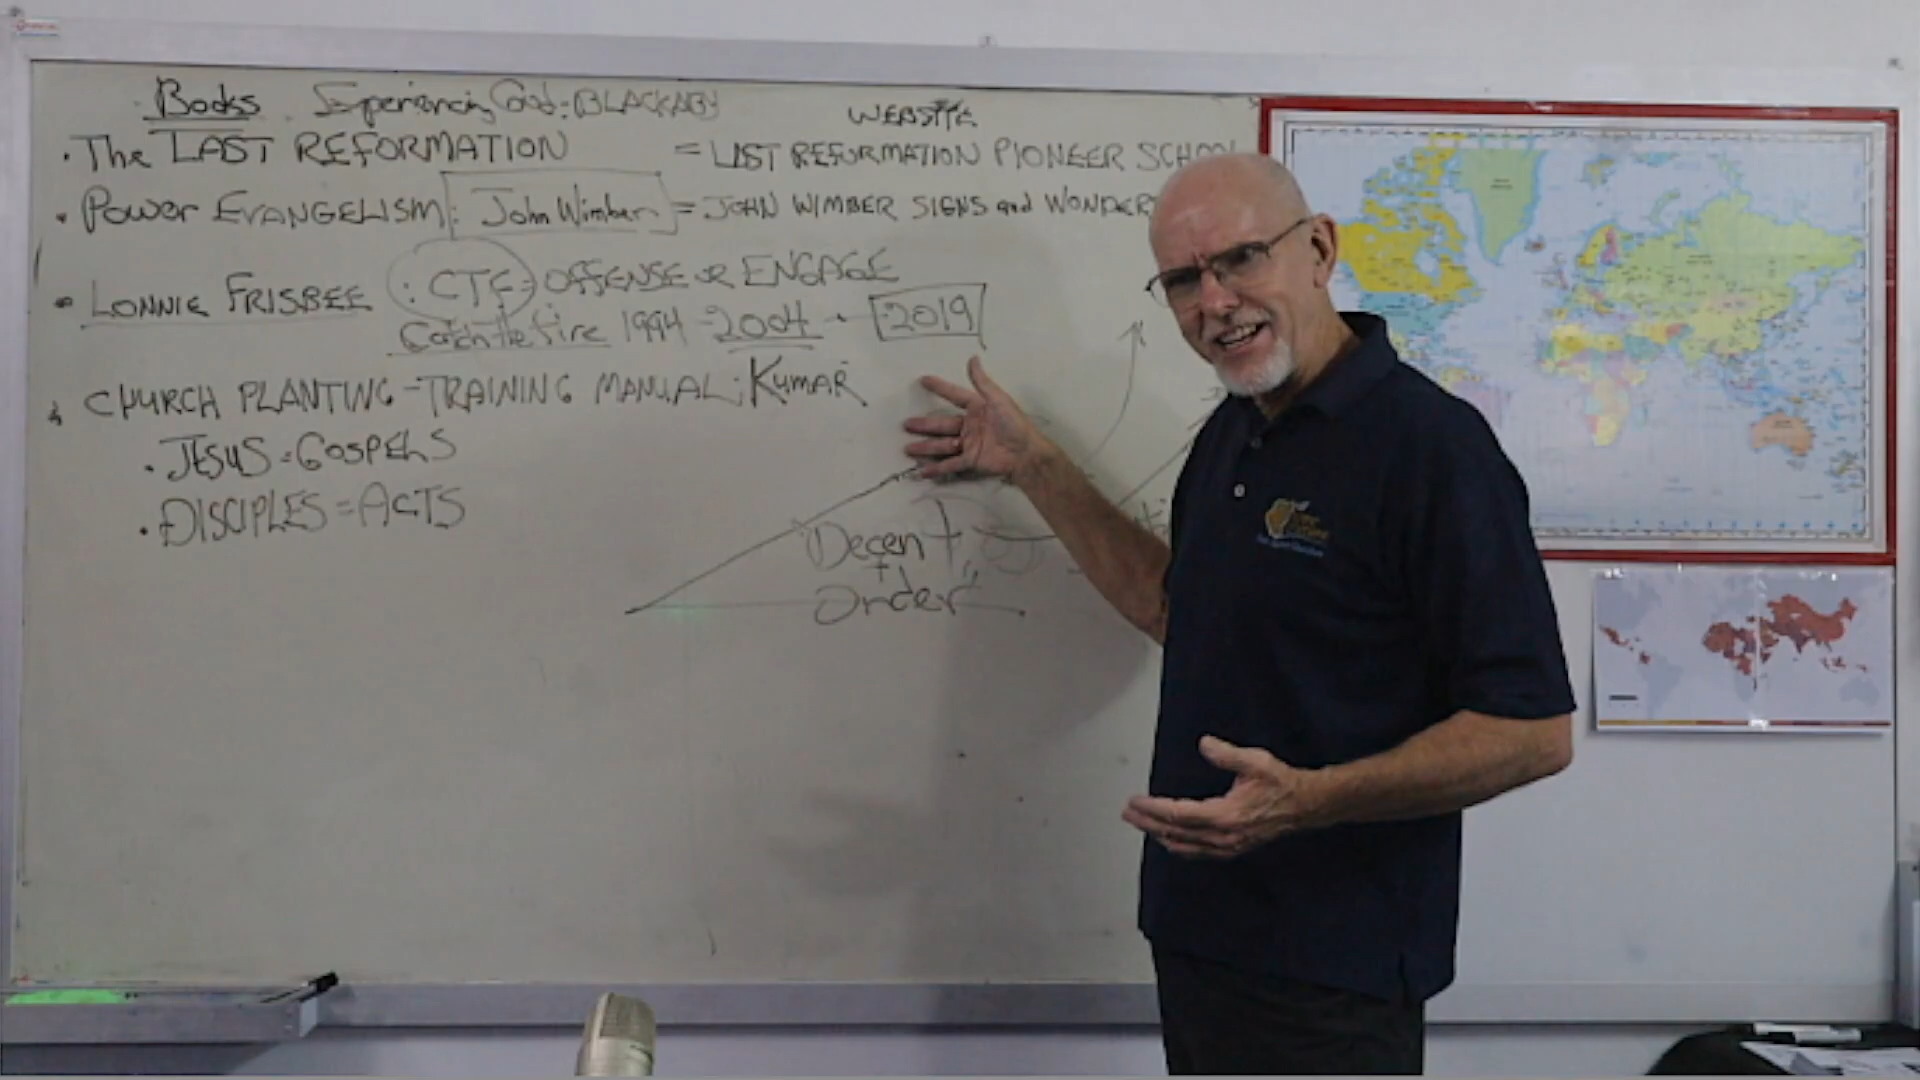 Books Experiencing God: BLACKABY
WEBSITE
• The LAST REFORMATION = LAST REFORMATION PIONEER SCHOOL
• Power EVANGELISM: John Wimber = JOHN WIMBER SIGNS and WONDERS
• LONNIE FRISBEE : CTF= OFFENSE or ENGAGE
Catch the fire 1994 - 2004 - 2019
• CHURCH PLANTING - TRAINING MANUAL: KUMAR
• JESUS = GOSPELS
• DISCIPLES = ACTS
Decent
+
Order"